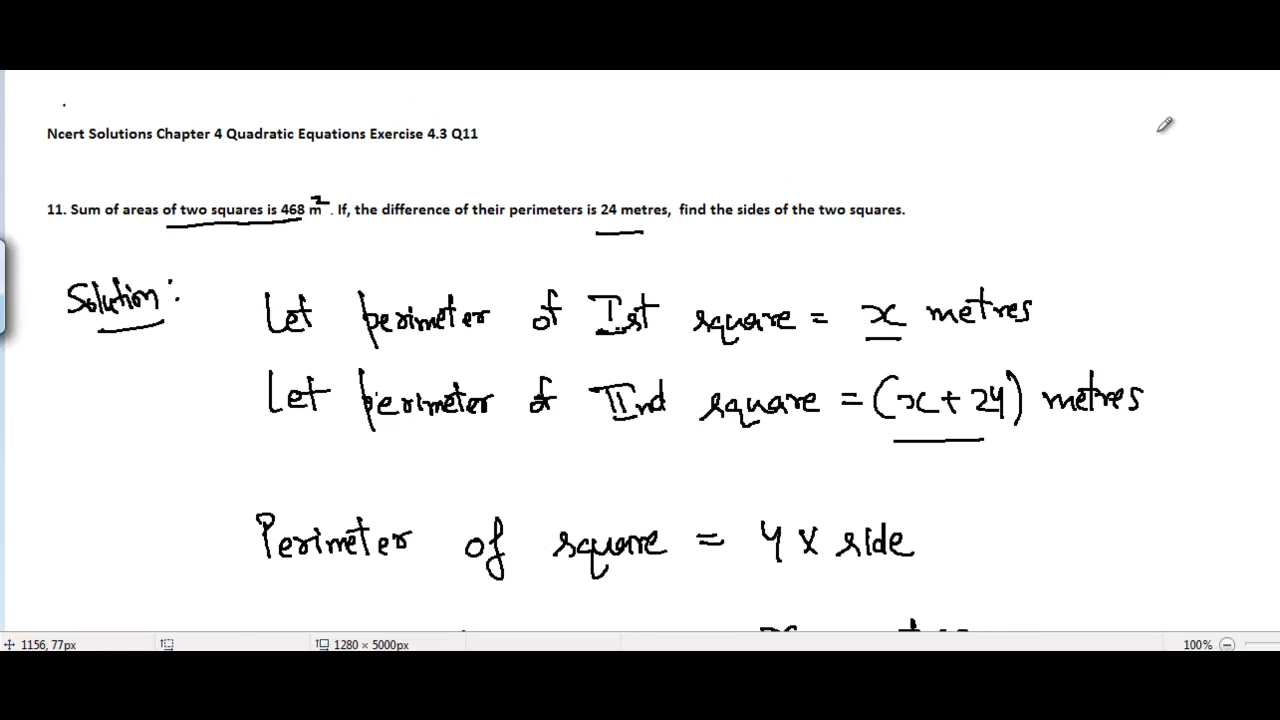 Ncert Solutions Chapter 4 Quadratic Equations Exercise 4.3 Q11
11. Sum of areas of two squares is 468 m². If, the difference of their perimeters is 24 metres, find the sides of the two squares.
Solution:
Let perimeter of Ist square = x metres
Let perimeter of IInd square = (x + 24) metres
Perimeter of square = 4 x side
1156, 77px
1280 × 5000px
100%